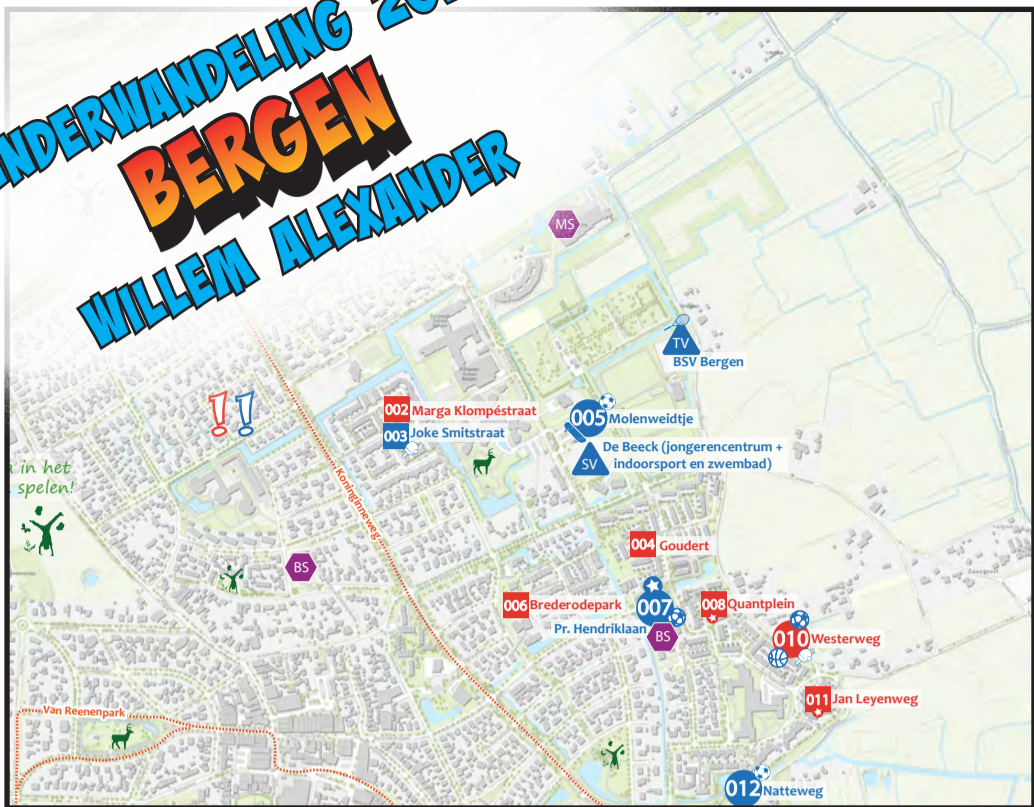 NDERWANDELING
BERGEN
WILLEM ALEXANDER
MS
TV
BSV Bergen
002 Marga Klompéstraat
003 Joke Smitstraat
005 Molenweidtje
SV De Beeck (jongerencentrum +
indoorsport en zwembad)
in het
spelen!
Koninginneweg
BS
004 Goudert
006 Brederodepark
007
Pr. Hendriklaan
BS
008 Quantplein
010 Westerweg
011 Jan Leyenweg
Van Reenenpark
012 Natteweg